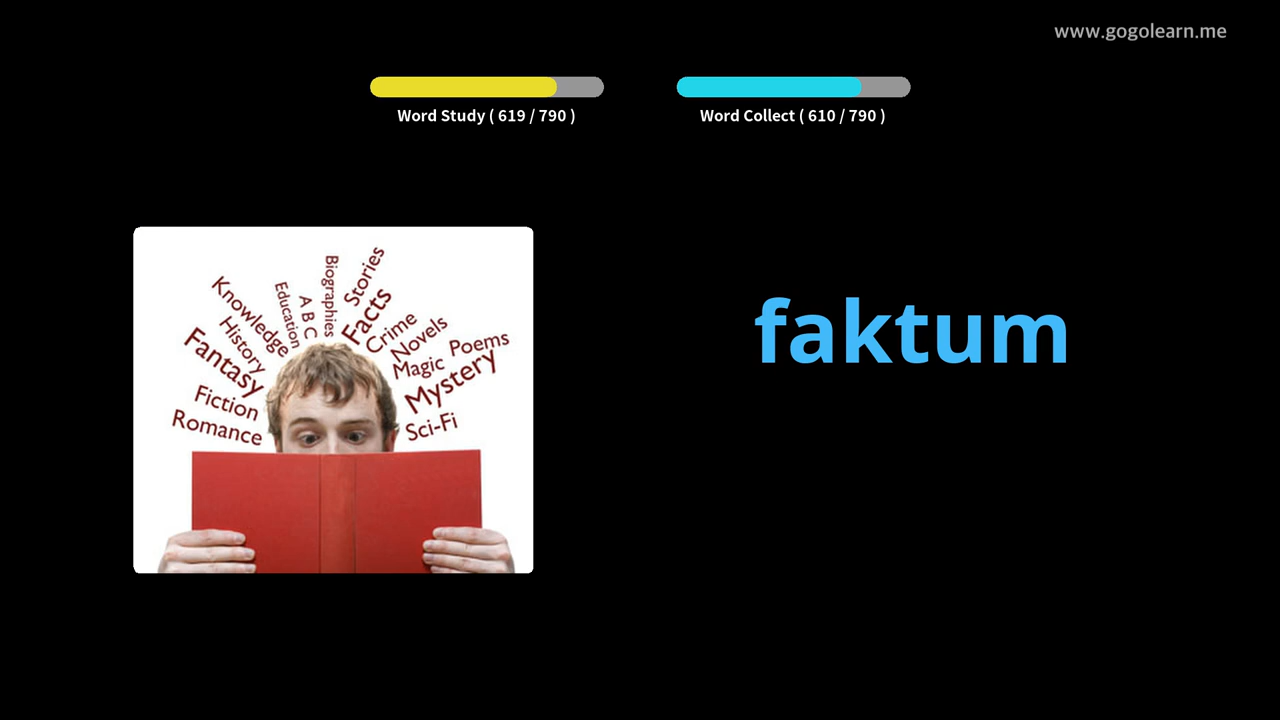 www.gogolearn.me
Word Study ( 619 / 790 )
Word Collect ( 610 / 790 )
faktum
Biographies
Stories
Education
A B C
Facts
Knowledge
History
Crime
Novels
Poems
Fantasy
Magic
Mystery
Fiction
Romance
Sci-Fi